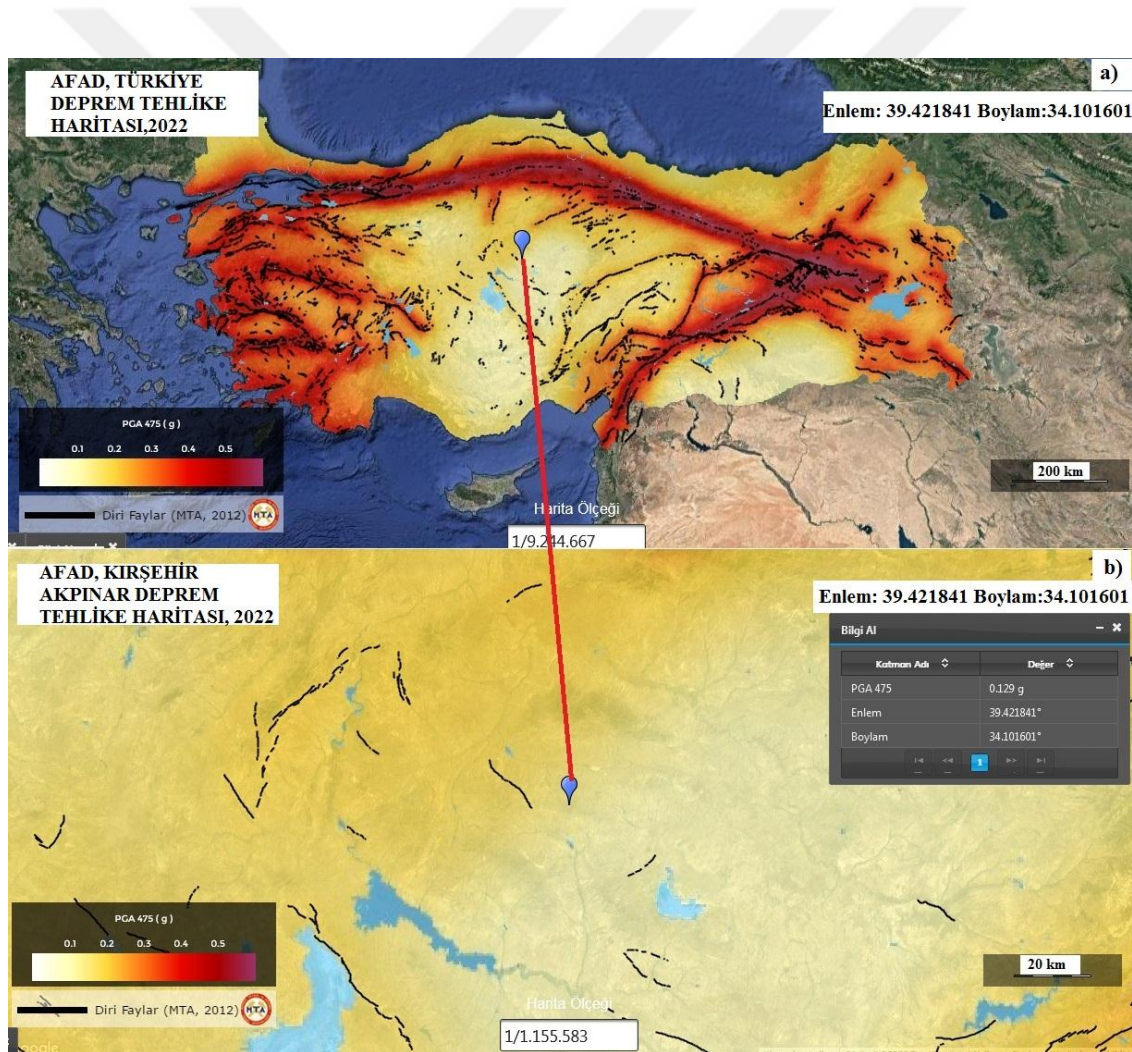 AFAD, TÜRKİYE
DEPREM TEHLİKE
HARİTASI,2022
a)
Enlem: 39.421841 Boylam:34.101601
PGA 475 ( g )
0.1 0.2 0.3 0.4 0.5
Diri Faylar (MTA, 2012)
MTA
200 km
Harita Ölçeği
1/9.244.667
AFAD, KIRŞEHİR
AKPINAR DEPREM
TEHLİKE HARİTASI, 2022
b)
Enlem: 39.421841 Boylam:34.101601
Bilgi Al
Katman Adı Değer
PGA 475 0.129 g
Enlem 39.421841°
Boylam 34.101601°
1
PGA 475 ( g )
0.1 0.2 0.3 0.4 0.5
Diri Faylar (MTA, 2012)
MTA
20 km
Harita Ölçeği
1/1.155.583